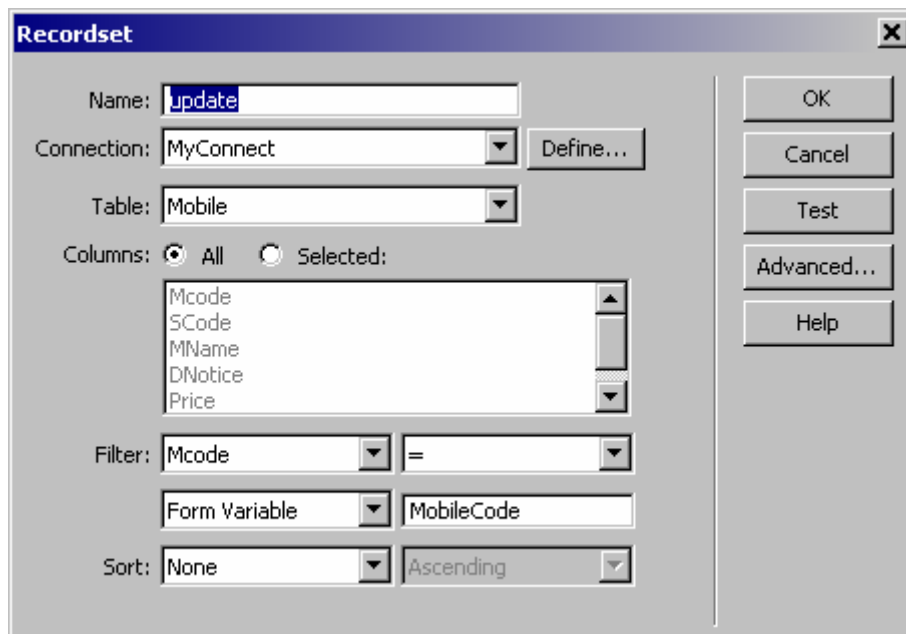 Recordset
Name: update
Connection: MyConnect Define...
Table: Mobile
Columns: All Selected:
Mcode
SCode
MName
DNotice
Price
Filter: Mcode =
Form Variable MobileCode
Sort: None Ascending
OK
Cancel
Test
Advanced...
Help